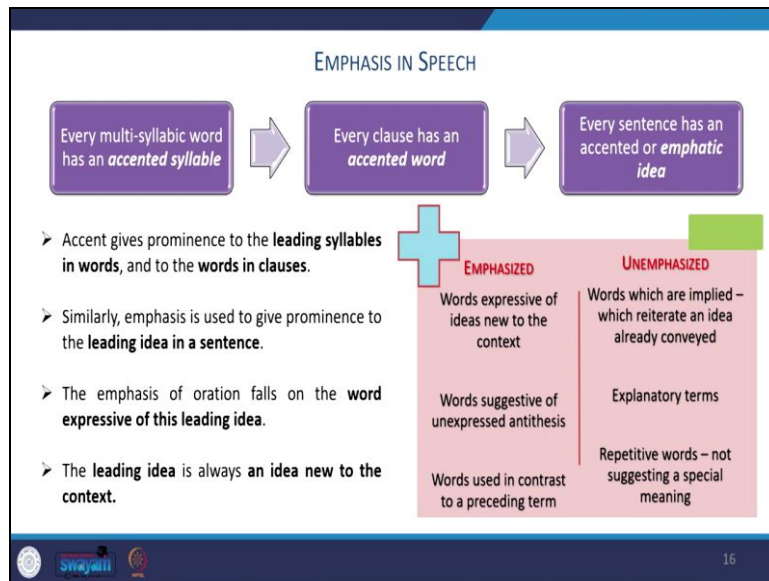 EMPHASIS IN SPEECH
Every multi-syllabic word
has an accented syllable
Every clause has an
accented word
Every sentence has an
accented or emphatic
idea
➤ Accent gives prominence to the leading syllables
in words, and to the words in clauses.
➤ Similarly, emphasis is used to give prominence to
the leading idea in a sentence.
➤ The emphasis of oration falls on the word
expressive of this leading idea.
➤ The leading idea is always an idea new to the
context.
EMPHASIZED
Words expressive of
ideas new to the
context
Words suggestive of
unexpressed antithesis
Words used in contrast
to a preceding term
UNEMPHASIZED
Words which are implied –
which reiterate an idea
already conveyed
Explanatory terms
Repetitive words – not
suggesting a special
meaning
swayam
16